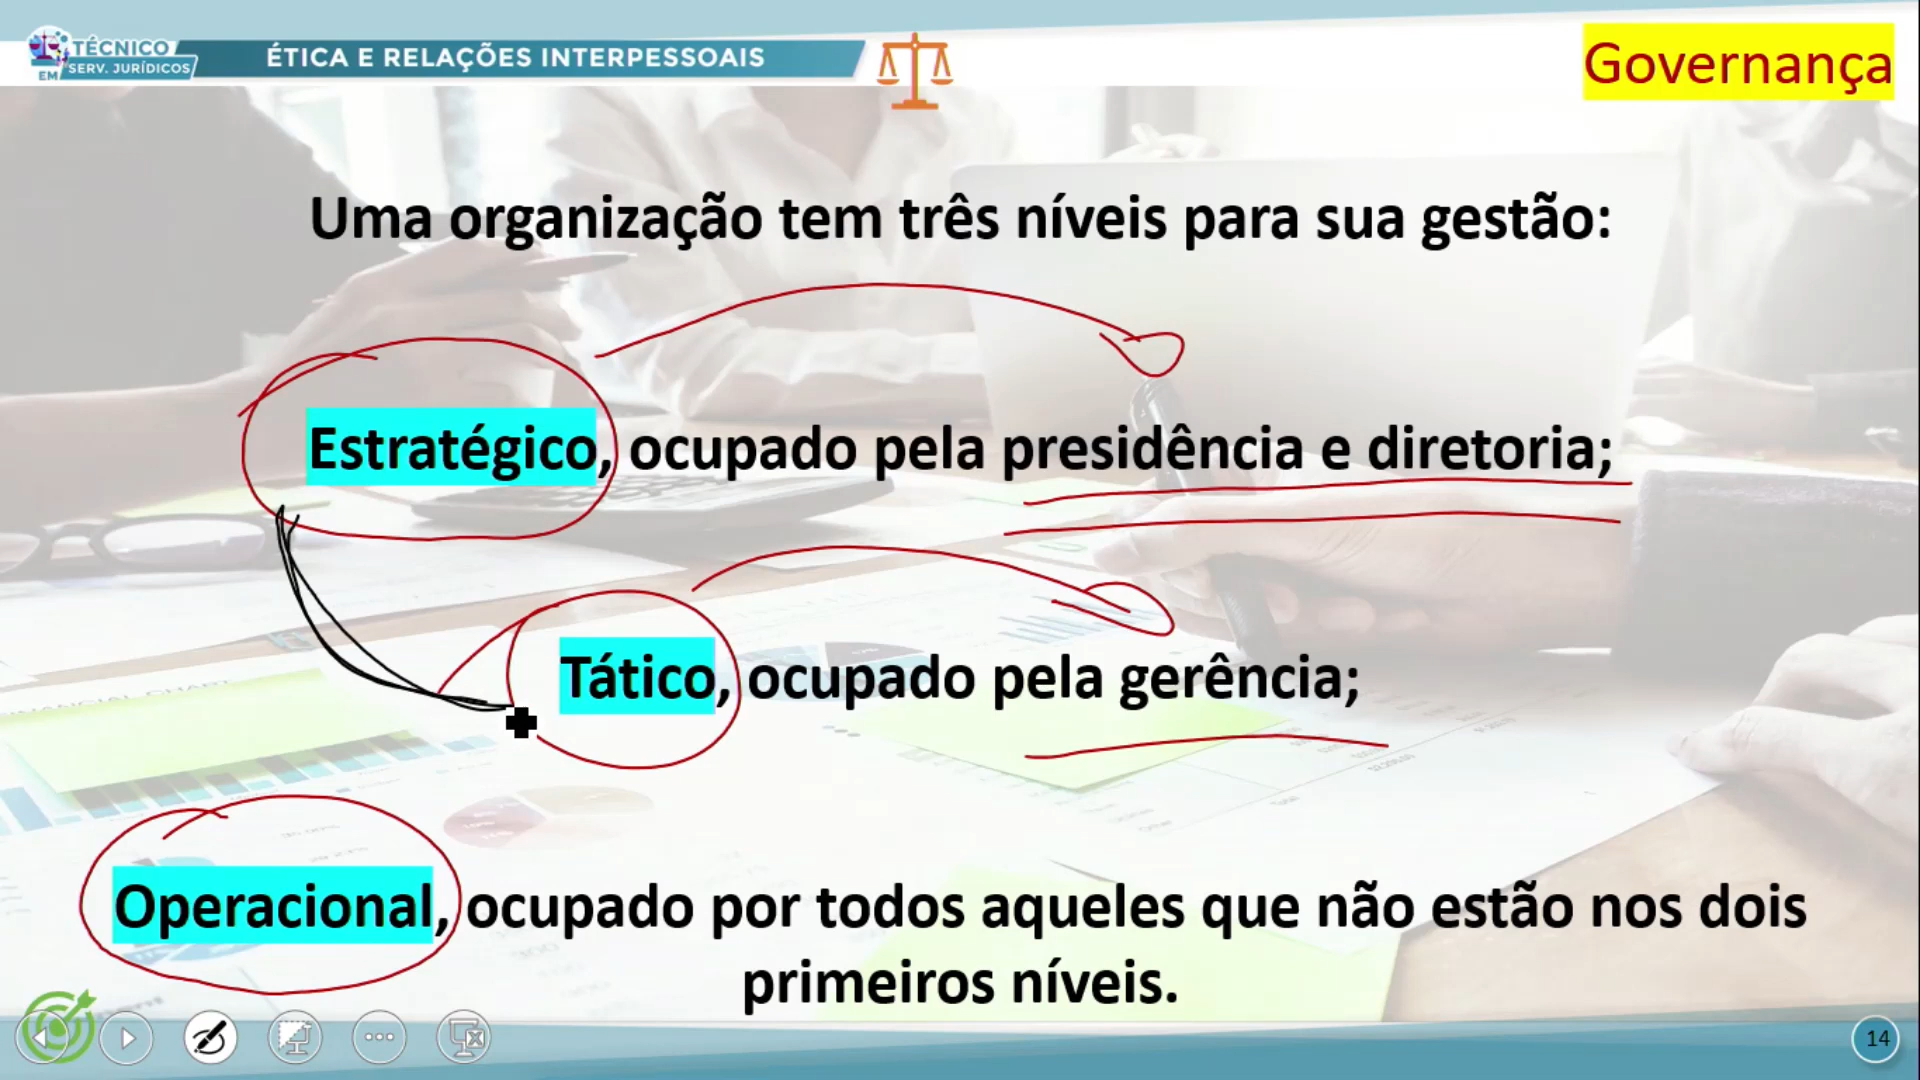 TÉCNICO
EM SERV. JURÍDICOS
ÉTICA E RELAÇÕES INTERPESSOAIS
Governança
Uma organização tem três níveis para sua gestão:
Estratégico, ocupado pela presidência e diretoria;
Tático, ocupado pela gerência;
Operacional, ocupado por todos aqueles que não estão nos dois
primeiros níveis.
14